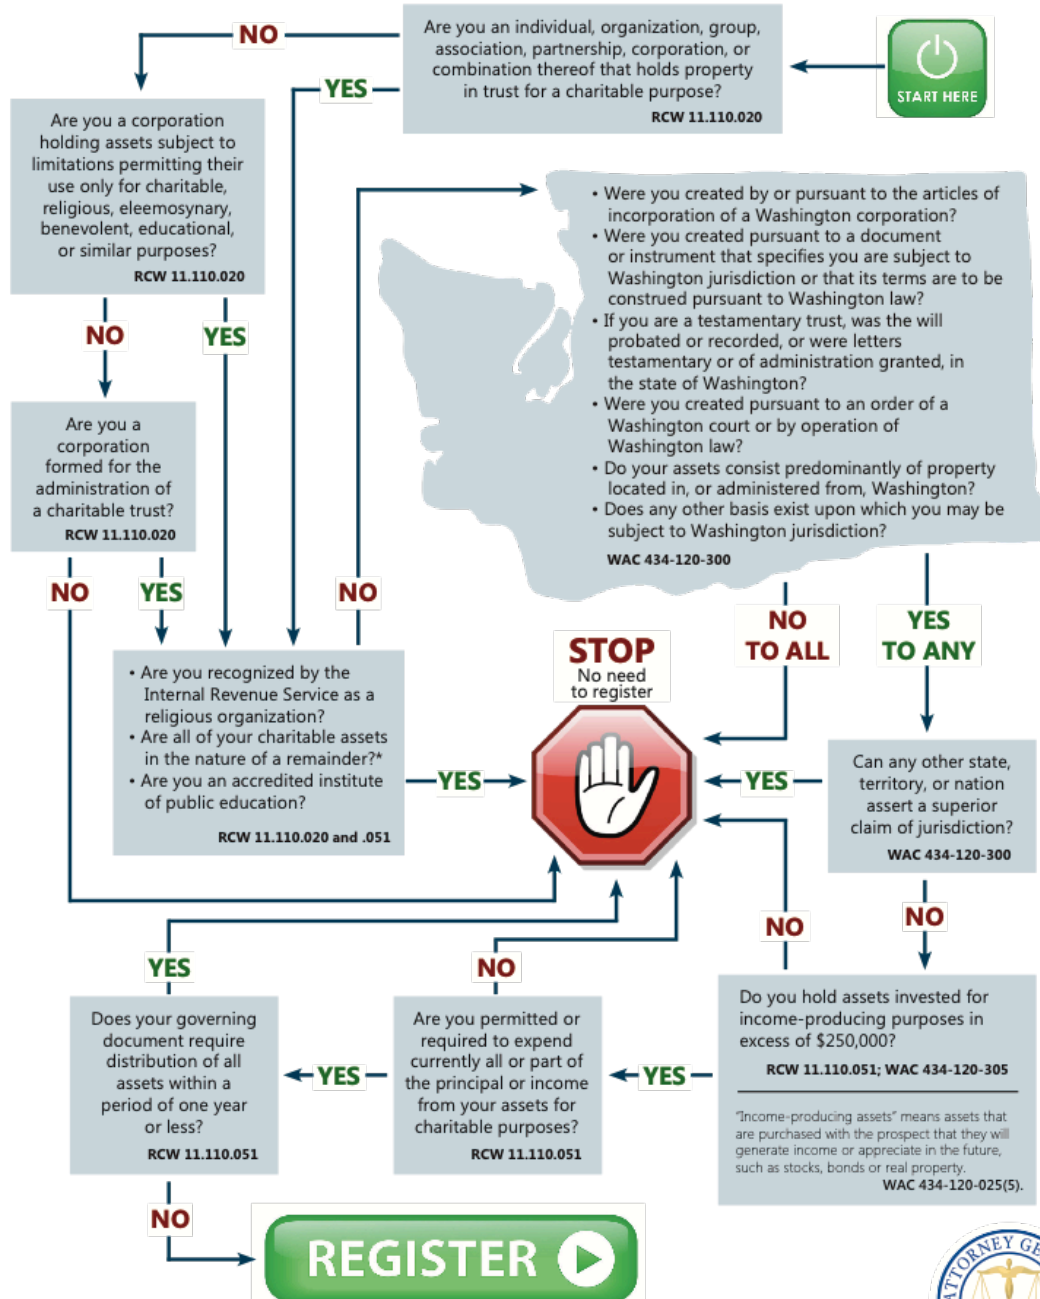 Are you an individual, organization, group,
association, partnership, corporation, or
combination thereof that holds property
in trust for a charitable purpose?
RCW 11.110.020
START HERE
NO
YES
Are you a corporation
holding assets subject to
limitations permitting their
use only for charitable,
religious, eleemosynary,
benevolent, educational,
or similar purposes?
RCW 11.110.020
NO
YES
Are you a
corporation
formed for the
administration of
a charitable trust?
RCW 11.110.020
NO
YES
NO
• Were you created by or pursuant to the articles of
incorporation of a Washington corporation?
• Were you created pursuant to a document
or instrument that specifies you are subject to
Washington jurisdiction or that its terms are to be
construed pursuant to Washington law?
• If you are a testamentary trust, was the will
probated or recorded, or were letters
testamentary or of administration granted, in
the state of Washington?
• Were you created pursuant to an order of a
Washington court or by operation of
Washington law?
• Do your assets consist predominantly of property
located in, or administered from, Washington?
• Does any other basis exist upon which you may be
subject to Washington jurisdiction?
WAC 434-120-300
NO
TO ALL
YES
TO ANY
• Are you recognized by the
Internal Revenue Service as a
religious organization?
• Are all of your charitable assets
in the nature of a remainder?*
• Are you an accredited institute
of public education?
RCW 11.110.020 and .051
YES
STOP
No need
to register
YES
Can any other state,
territory, or nation
assert a superior
claim of jurisdiction?
WAC 434-120-300
NO
NO
Do you hold assets invested for
income-producing purposes in
excess of $250,000?
RCW 11.110.051; WAC 434-120-305
"Income-producing assets" means assets that
are purchased with the prospect that they will
generate income or appreciate in the future,
such as stocks, bonds or real property.
WAC 434-120-025(5).
YES
NO
Are you permitted or
required to expend
currently all or part of
the principal or income
from your assets for
charitable purposes?
RCW 11.110.051
YES
YES
Does your governing
document require
distribution of all
assets within a
period of one year
or less?
RCW 11.110.051
NO
REGISTER
ATTORNEY GE